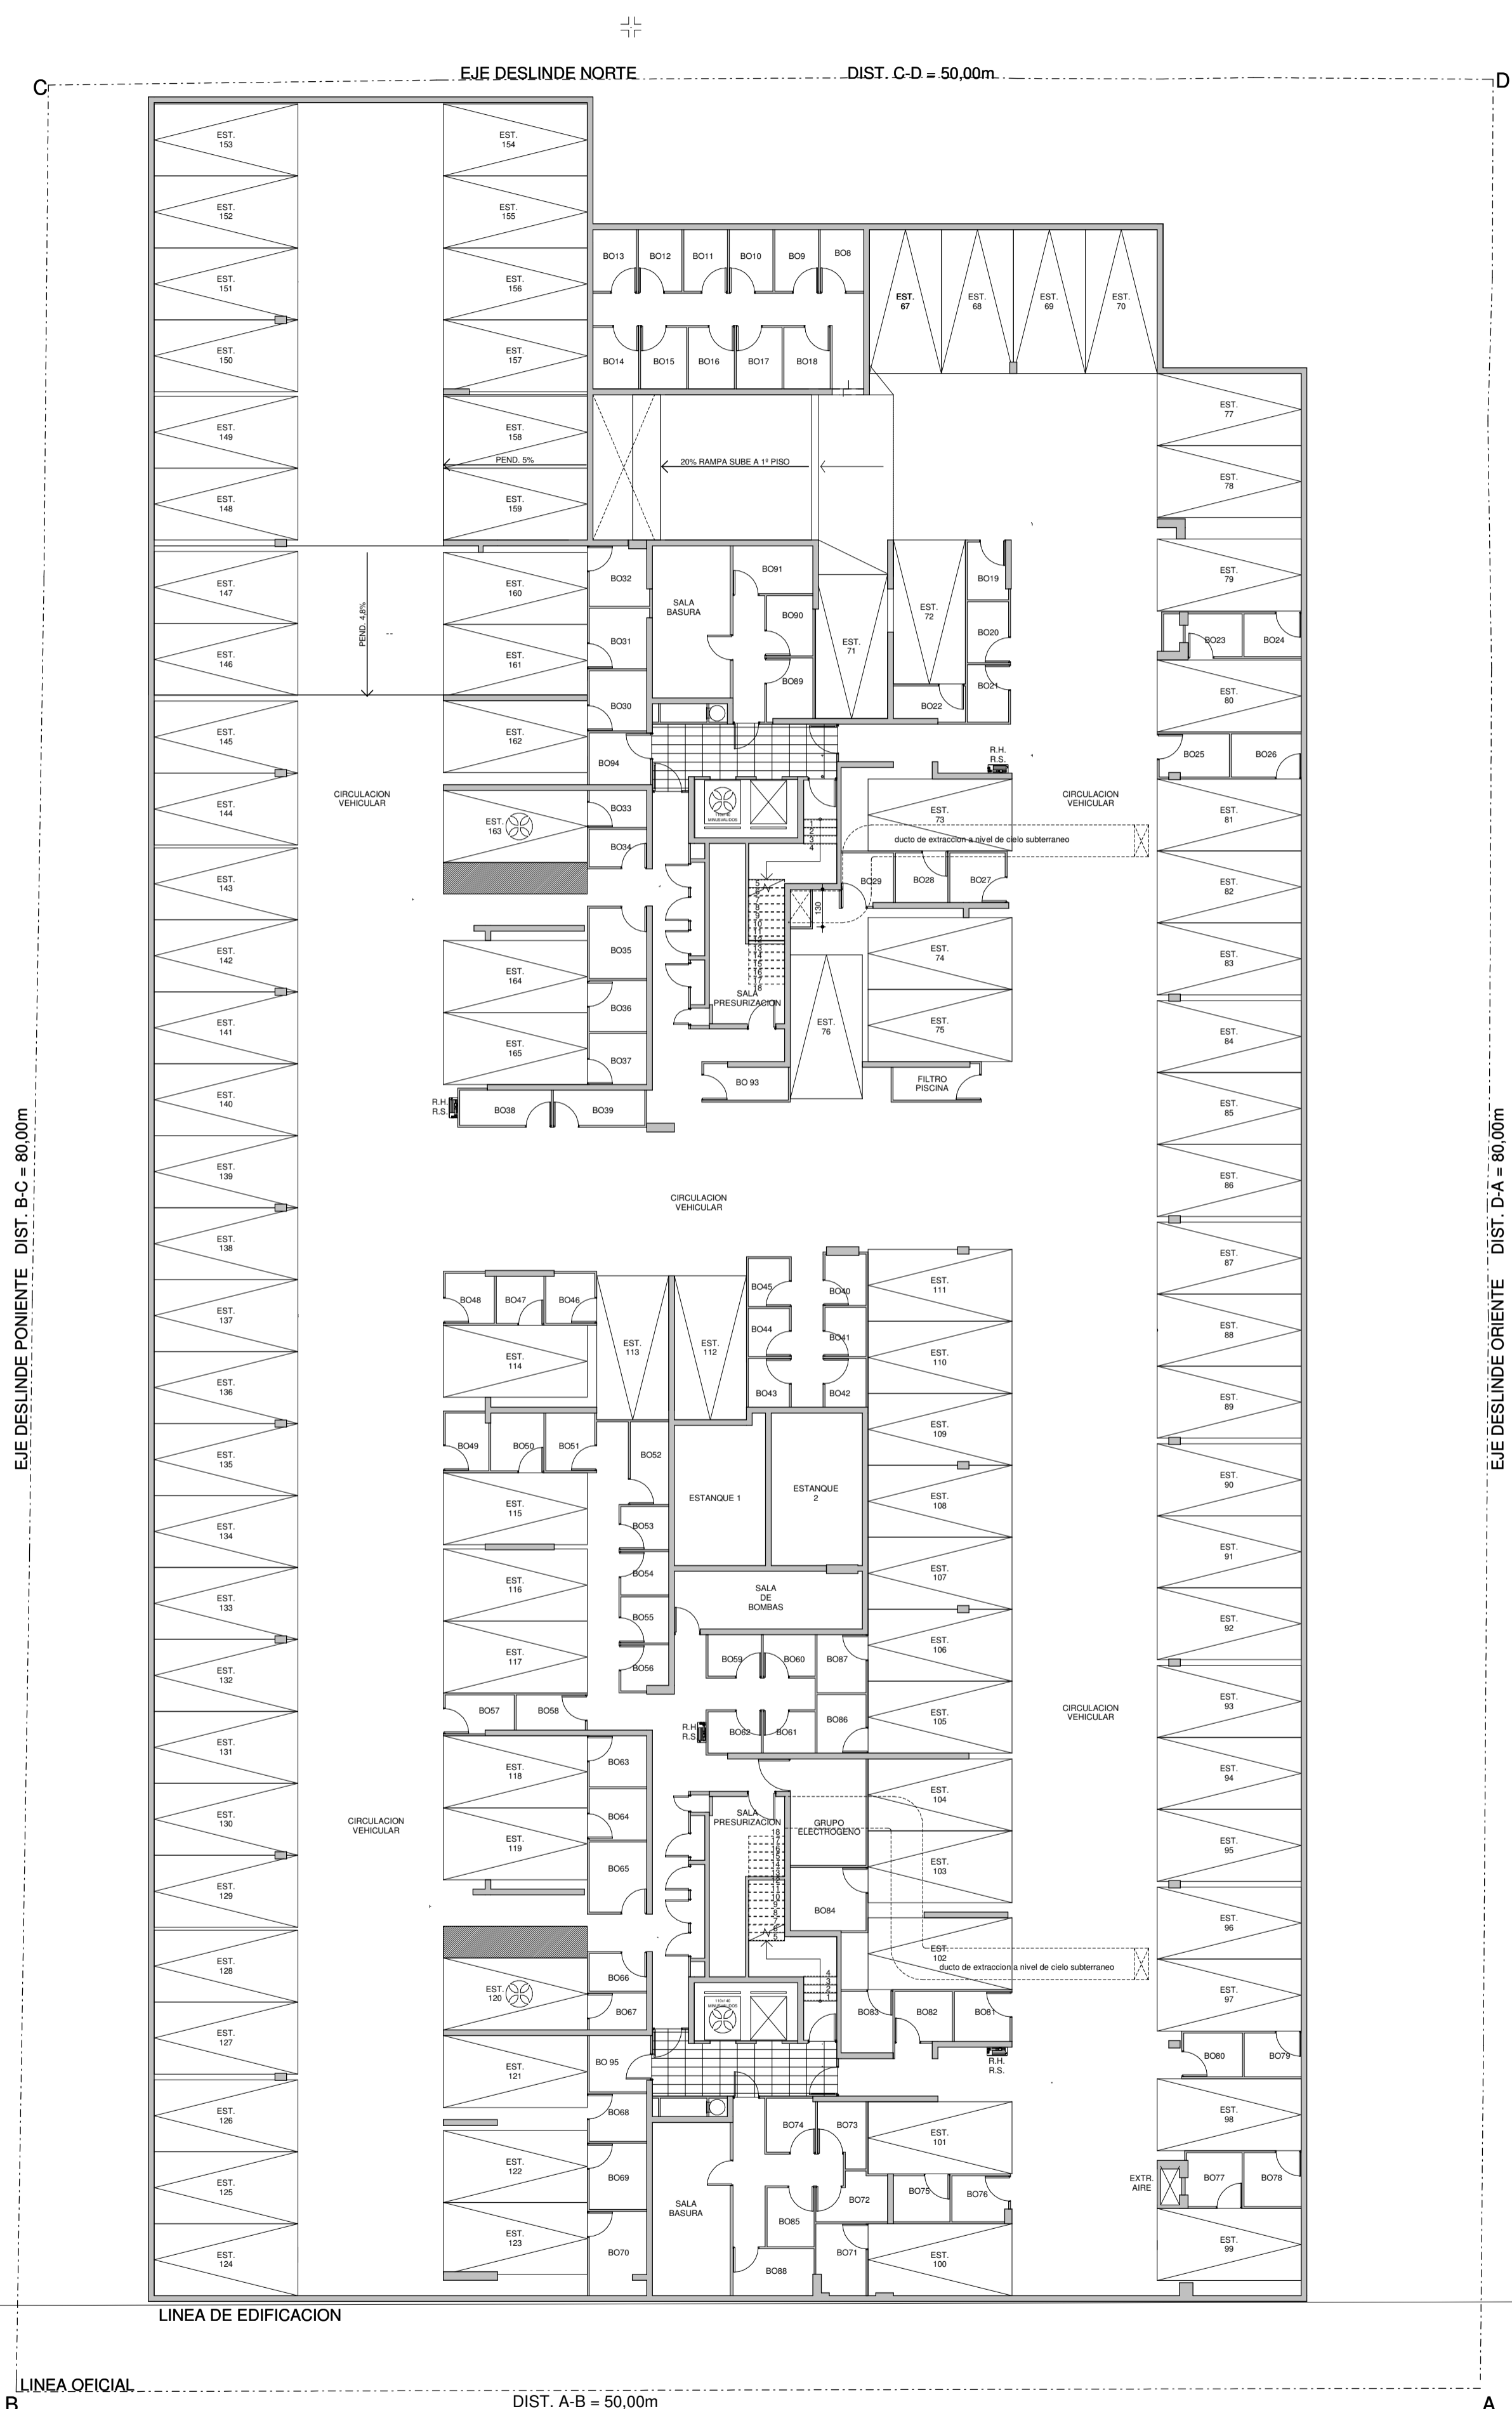 EJE DESLINDE NORTE
DIST. C-D = 50,00m
C
D
EST.
153
EST.
154
EST.
152
EST.
155
EST.
151
EST.
156
EST.
150
EST.
157
EST.
149
EST.
158
PEND. 5%
EST.
148
EST.
159
BO13
BO12
BO11
BO10
BO9
BO8
BO14
BO15
BO16
BO17
BO18
EST.
67
EST.
68
EST.
69
EST.
70
20% RAMPA SUBE A 1º PISO
EST.
77
EST.
78
EST.
79
BO23
BO24
EST.
80
BO25
BO26
EST.
147
PEND. 4,8%
EST.
146
EST.
160
EST.
161
BO32
BO31
BO30
BO94
SALA
BASURA
BO91
BO90
BO89
EST.
71
EST.
72
BO19
BO20
BO21
BO22
EST.
145
EST.
162
CIRCULACION
VEHICULAR
R.H.
R.S.
CIRCULACION
VEHICULAR
EST.
144
EST.
163
BO33
BO34
EST.
73
ducto de extraccion a nivel de cielo subterraneo
EST.
81
EST.
143
BO29
BO28
BO27
EST.
82
130
EST.
142
BO35
EST.
164
BO36
EST.
74
EST.
83
SALA
PRESURIZACION
EST.
141
EST.
165
BO37
EST.
76
EST.
75
EST.
84
EST.
140
R.H.
R.S.
BO38
BO39
BO 93
FILTRO
PISCINA
EST.
85
EST.
139
EST.
86
CIRCULACION
VEHICULAR
EJE DESLINDE PONIENTE DIST. B-C = 80,00m
EJE DESLINDE ORIENTE DIST. D-A = 80,00m
EST.
138
EST.
87
EST.
137
BO48
BO47
BO46
BO45
BO40
EST.
111
EST.
114
EST.
113
EST.
112
BO44
BO41
EST.
110
EST.
88
EST.
136
BO43
BO42
EST.
89
EST.
135
BO49
BO50
BO51
BO52
EST.
109
EST.
90
EST.
115
ESTANQUE 1
ESTANQUE
2
EST.
108
EST.
134
BO53
EST.
91
EST.
116
BO54
EST.
107
EST.
133
SALA
DE
BOMBAS
BO55
EST.
92
EST.
117
BO56
BO59
BO60
BO87
EST.
106
EST.
132
BO57
BO58
R.H.
R.S.
BO62
BO61
BO86
EST.
105
CIRCULACION
VEHICULAR
EST.
93
EST.
131
EST.
118
BO63
EST.
94
EST.
104
EST.
130
CIRCULACION
VEHICULAR
BO64
SALA
PRESURIZACION
GRUPO
ELECTROGENO
EST.
119
BO65
EST.
103
EST.
95
EST.
129
BO84
EST.
96
EST.
128
EST.
102
ducto de extraccion a nivel de cielo subterraneo
EST.
120
BO66
BO67
BO83
BO82
BO81
EST.
97
EST.
127
R.H.
R.S.
BO80
BO79
EST.
121
BO 95
EST.
126
BO68
BO74
BO73
EST.
101
EST.
98
EST.
122
BO69
EST.
125
SALA
BASURA
BO72
BO75
BO76
EXTR.
AIRE
BO77
BO78
BO85
EST.
123
BO70
BO88
BO71
EST.
100
EST.
99
EST.
124
LINEA DE EDIFICACION
LINEA OFICIAL
B
DIST. A-B = 50,00m
A